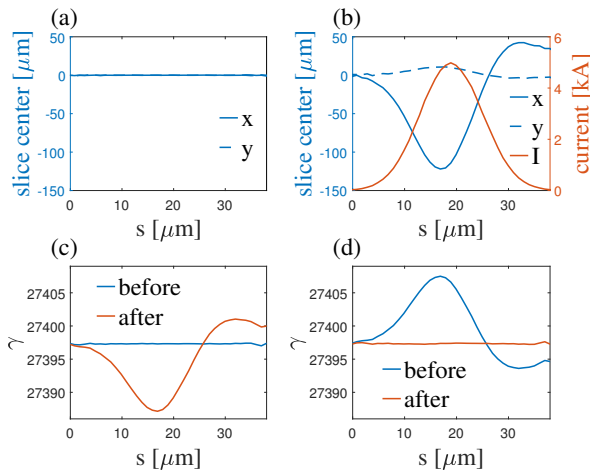 (a)
50
0
-50
-100
-150
slice center [μm]
x
y
0 10 20 30
s [μm]
(b)
50
0
-50
-100
-150
slice center [μm]
x
y
I
6
4
2
0
current [kA]
0 10 20 30
s [μm]
(c)
27405
27400
27395
27390
γ
before
after
0 10 20 30
s [μm]
(d)
27405
27400
27395
27390
γ
before
after
0 10 20 30
s [μm]